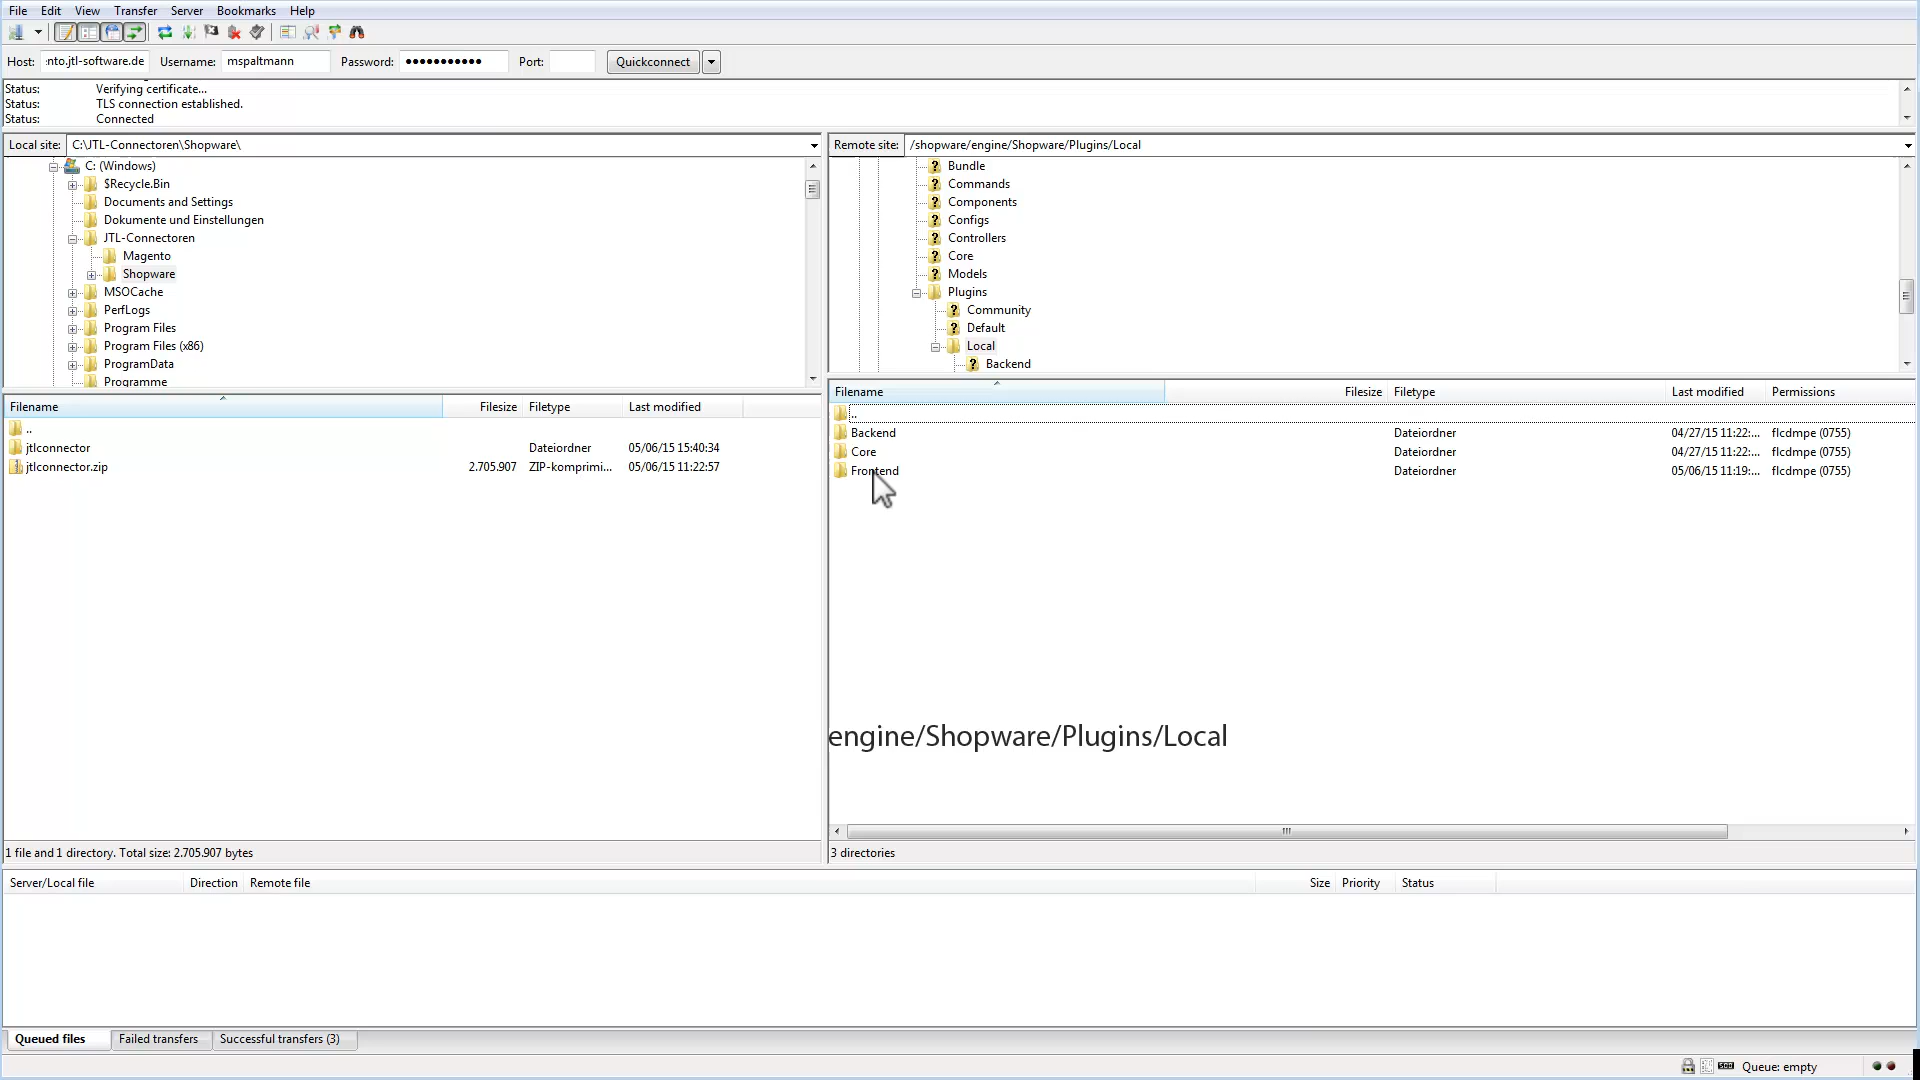 File Edit View Transfer Server Bookmarks Help
Host: nto.jtl-software.de Username: mspaltmann Password: ●●●●●●●●●●● Port: Quickconnect
Status: Verifying certificate...
Status: TLS connection established.
Status: Connected
Local site: C:\JTL-Connectoren\Shopware\
C: (Windows)
$Recycle.Bin
Documents and Settings
Dokumente und Einstellungen
JTL-Connectoren
Magento
Shopware
MSOCache
PerfLogs
Program Files
Program Files (x86)
ProgramData
Programme
Filename Filesize Filetype Last modified
..
jtlconnector Dateiordner 05/06/15 15:40:34
jtlconnector.zip 2.705.907 ZIP-komprimi... 05/06/15 11:22:57
1 file and 1 directory. Total size: 2.705.907 bytes
Remote site: /shopware/engine/Shopware/Plugins/Local
Bundle
Commands
Components
Configs
Controllers
Core
Models
Plugins
Community
Default
Local
Backend
Filename Filesize Filetype Last modified Permissions
..
Backend Dateiordner 04/27/15 11:22:... flcdmpe (0755)
Core Dateiordner 04/27/15 11:22:... flcdmpe (0755)
Frontend Dateiordner 05/06/15 11:19:... flcdmpe (0755)
engine/Shopware/Plugins/Local
3 directories
Server/Local file Direction Remote file Size Priority Status
Queued files Failed transfers Successful transfers (3)
Queue: empty